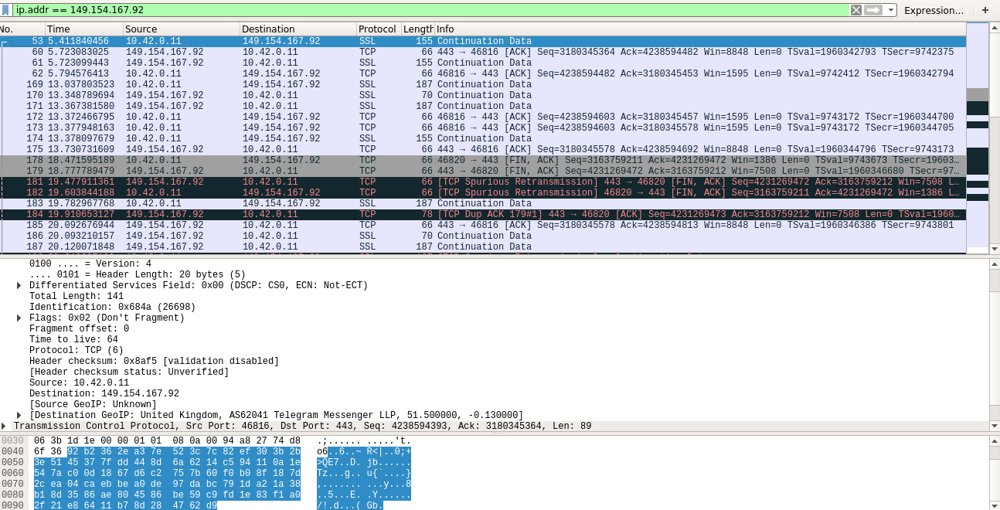 ip.addr == 149.154.167.92 Expression... +
No. Time Source Destination Protocol Length Info
53 5.411840456 10.42.0.11 149.154.167.92 SSL 155 Continuation Data
60 5.723083025 149.154.167.92 10.42.0.11 TCP 66 443 → 46816 [ACK] Seq=3180345364 Ack=4238594482 Win=8848 Len=0 TSval=1960342793 TSecr=9742375
61 5.723099443 149.154.167.92 10.42.0.11 SSL 155 Continuation Data
62 5.794576413 10.42.0.11 149.154.167.92 TCP 66 46816 → 443 [ACK] Seq=4238594482 Ack=3180345453 Win=1595 Len=0 TSval=9742412 TSecr=1960342794
169 13.037803523 10.42.0.11 149.154.167.92 SSL 187 Continuation Data
170 13.348789694 149.154.167.92 10.42.0.11 SSL 70 Continuation Data
171 13.367381580 149.154.167.92 10.42.0.11 SSL 187 Continuation Data
172 13.372466795 10.42.0.11 149.154.167.92 TCP 66 46816 → 443 [ACK] Seq=4238594603 Ack=3180345457 Win=1595 Len=0 TSval=9743172 TSecr=1960344700
173 13.377948163 10.42.0.11 149.154.167.92 TCP 66 46816 → 443 [ACK] Seq=4238594603 Ack=3180345578 Win=1595 Len=0 TSval=9743172 TSecr=1960344705
174 13.378097679 10.42.0.11 149.154.167.92 SSL 155 Continuation Data
175 13.730731609 149.154.167.92 10.42.0.11 TCP 66 443 → 46816 [ACK] Seq=3180345578 Ack=4238594692 Win=8848 Len=0 TSval=1960344796 TSecr=9743173
178 18.471595189 10.42.0.11 149.154.167.92 TCP 66 46820 → 443 [FIN, ACK] Seq=3163759211 Ack=4231269472 Win=1386 Len=0 TSval=9743673 TSecr=19603…
179 18.777789479 149.154.167.92 10.42.0.11 TCP 66 443 → 46820 [FIN, ACK] Seq=4231269472 Ack=3163759212 Win=7508 Len=0 TSval=1960346680 TSecr=97…
181 19.477911361 149.154.167.92 10.42.0.11 TCP 66 [TCP Spurious Retransmission] 443 → 46820 [FIN, ACK] Seq=4231269472 Ack=3163759212 Win=7508 L…
182 19.603844188 10.42.0.11 149.154.167.92 TCP 66 [TCP Spurious Retransmission] 46820 → 443 [FIN, ACK] Seq=3163759211 Ack=4231269472 Win=1386 L…
183 19.782967768 10.42.0.11 149.154.167.92 SSL 187 Continuation Data
184 19.910653127 149.154.167.92 10.42.0.11 TCP 78 [TCP Dup ACK 179#1] 443 → 46820 [ACK] Seq=4231269473 Ack=3163759212 Win=7508 Len=0 TSval=1960…
185 20.092676944 149.154.167.92 10.42.0.11 TCP 66 443 → 46816 [ACK] Seq=3180345578 Ack=4238594813 Win=8848 Len=0 TSval=1960346386 TSecr=9743801
186 20.093210157 149.154.167.92 10.42.0.11 SSL 70 Continuation Data
187 20.120071848 149.154.167.92 10.42.0.11 SSL 187 Continuation Data
0100 .... = Version: 4
.... 0101 = Header Length: 20 bytes (5)
Differentiated Services Field: 0x00 (DSCP: CS0, ECN: Not-ECT)
Total Length: 141
Identification: 0x684a (26698)
Flags: 0x02 (Don't Fragment)
Fragment offset: 0
Time to live: 64
Protocol: TCP (6)
Header checksum: 0x8af5 [validation disabled]
[Header checksum status: Unverified]
Source: 10.42.0.11
Destination: 149.154.167.92
[Source GeoIP: Unknown]
[Destination GeoIP: United Kingdom, AS62041 Telegram Messenger LLP, 51.500000, -0.130000]
Transmission Control Protocol, Src Port: 46816, Dst Port: 443, Seq: 4238594393, Ack: 3180345364, Len: 89
0030 06 3b 1d 1e 00 00 01 01 08 0a 00 94 a8 27 74 d8 .;...... .....'t.
0040 6f 36 92 b2 36 2e a3 7e 52 3c 7c 82 ef 30 3b 2b o6..6..~ R<|..0;+
0050 3e 51 45 37 7f dd 44 8d 6a 62 14 c5 94 11 0a 1e >QE7..D. jb......
0060 54 7a c0 0d 18 67 d6 c2 75 7b 60 f0 b0 8f 18 7d Tz...g.. u{`....}
0070 2c ea 04 ca eb be a0 de 97 da bc 79 1d a2 1a 38 ,....... ...y...8
0080 b1 8d 35 86 ae 80 45 86 be 59 c9 fd 1e 83 f1 a0 ..5...E. .Y......
0090 2f 21 e8 64 11 b7 8d 28 47 62 d9 /!.d...( Gb.